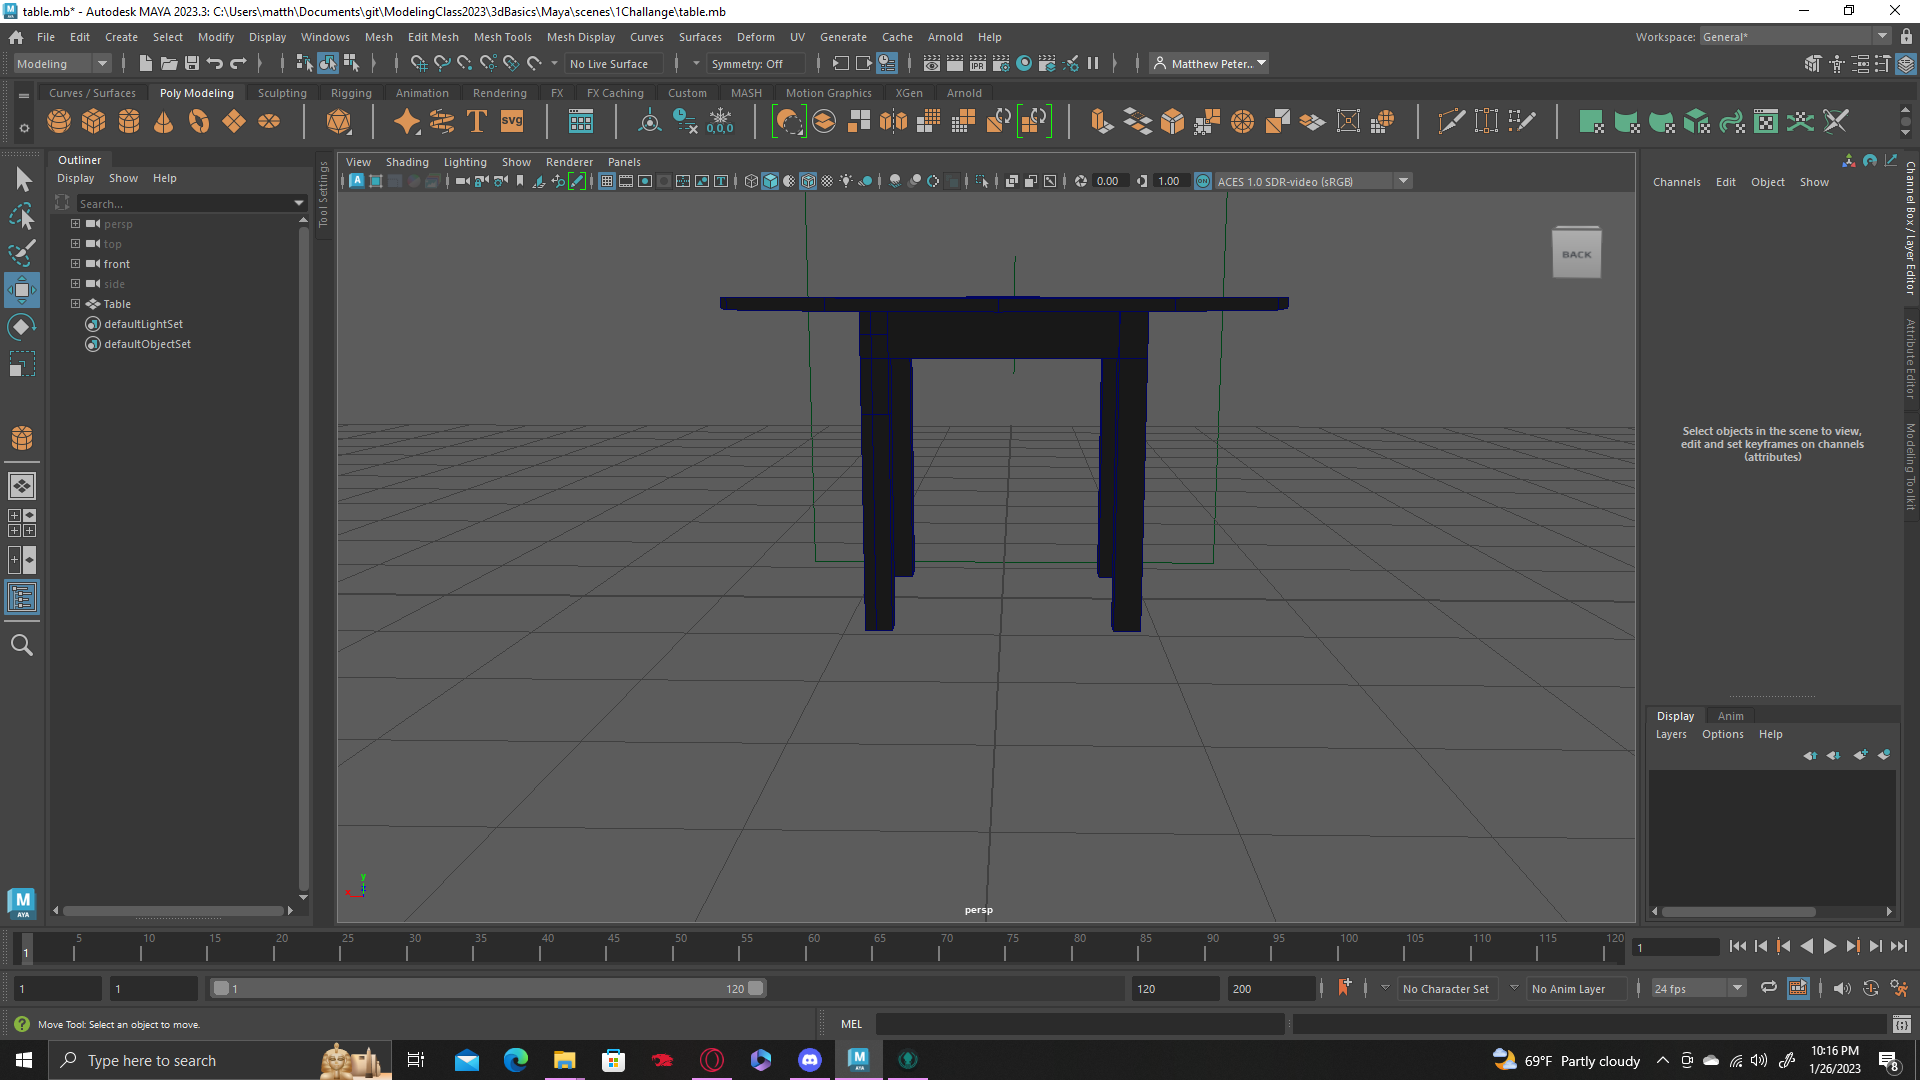 table.mb* - Autodesk MAYA 2023.3: C:\Users\matth\Documents\git\ModelingClass2023\3dBasics\Maya\scenes\1Challange\table.mb
File Edit Create Select Modify Display Windows Mesh Edit Mesh Mesh Tools Mesh Display Curves Surfaces Deform UV Generate Cache Arnold Help Workspace: General*
Modeling No Live Surface Symmetry: Off IPR Matthew Peter..
Curves / Surfaces Poly Modeling Sculpting Rigging Animation Rendering FX FX Caching Custom MASH Motion Graphics XGen Arnold
T SVG 0,0,0
Outliner
Display Show Help
Search...
persp
top
front
side
Table
defaultLightSet
defaultObjectSet
Tool Settings
View Shading Lighting Show Renderer Panels
0.00 1.00 ON ACES 1.0 SDR-video (sRGB)
BACK
persp
y
x
z
Channels Edit Object Show
Select objects in the scene to view,
edit and set keyframes on channels
(attributes)
Channel Box / Layer Editor
Attribute Editor
Modeling Toolkit
Display Anim
Layers Options Help
M
AYA
1 5 10 15 20 25 30 35 40 45 50 55 60 65 70 75 80 85 90 95 100 105 110 115 120 1
1 1 1 120 120 200 No Character Set No Anim Layer 24 fps
Move Tool: Select an object to move. MEL
Type here to search 69°F Partly cloudy 10:16 PM
1/26/2023
8